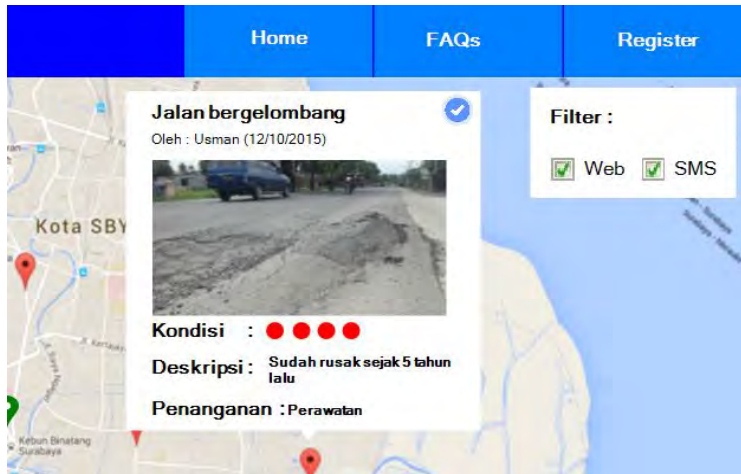 Home
FAQs
Register
Jalan bergelombang
Oleh : Usman (12/10/2015)
Filter :
Web
SMS
Kota SBY
Kondisi :
Deskripsi : Sudah rusak sejak 5 tahun
lalu
Penanganan : Perawatan
Kebun Binatang
Surabaya